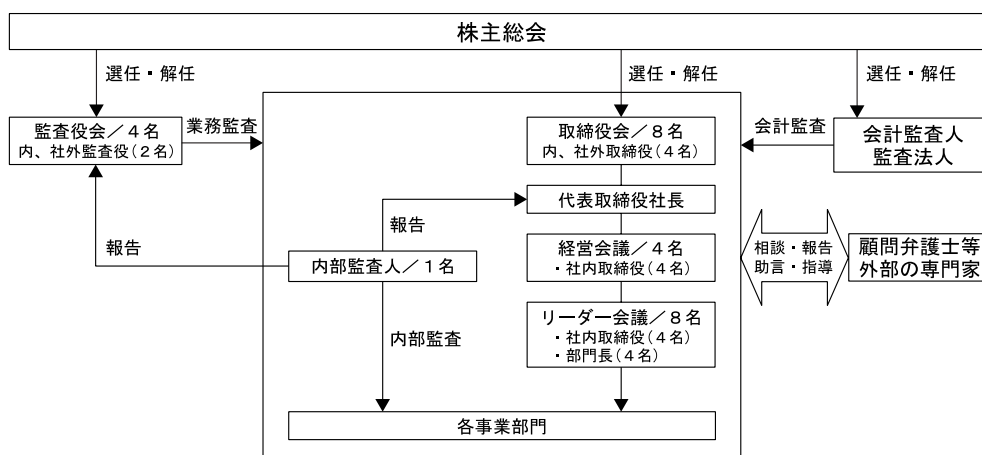 株主総会
選任・解任
選任・解任
選任・解任
監査役会／４名
内、社外監査役（２名）
業務監査
取締役会／８名
内、社外取締役（４名）
会計監査
会計監査人
監査法人
代表取締役社長
報告
報告
内部監査人／１名
経営会議／４名
・社内取締役（４名）
相談・報告
助言・指導
顧問弁護士等
外部の専門家
リーダー会議／８名
・社内取締役（４名）
・部門長（４名）
内部監査
各事業部門